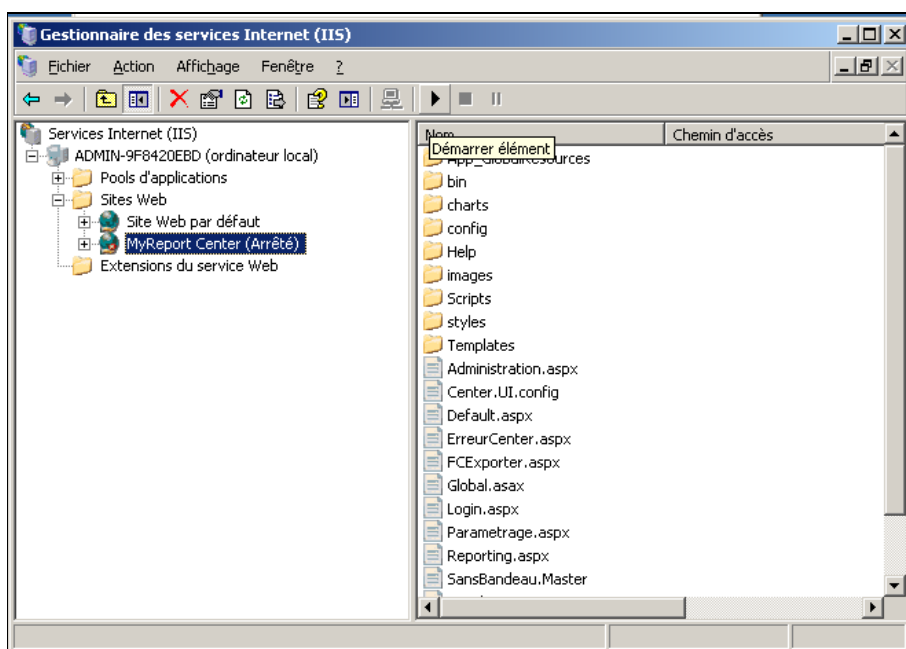 Gestionnaire des services Internet (IIS)
Fichier Action Affichage Fenêtre ?
Services Internet (IIS)
ADMIN-9F8420EBD (ordinateur local)
Pools d'applications
Sites Web
Site Web par défaut
MyReport Center (Arrêté)
Extensions du service Web
Nom Chemin d'accès
Démarrer élément
App_GlobalResources
bin
charts
config
Help
images
Scripts
styles
Templates
Administration.aspx
Center.UI.config
Default.aspx
ErreurCenter.aspx
FCExporter.aspx
Global.asax
Login.aspx
Parametrage.aspx
Reporting.aspx
SansBandeau.Master